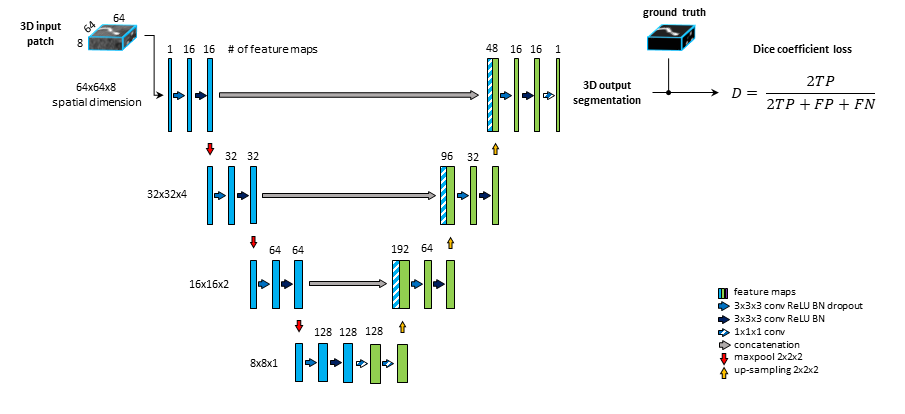 3D input
patch
64
64
8
ground truth
Dice coefficient loss
1 16 16 # of feature maps
48 16 16 1
64x64x8
spatial dimension
3D output
segmentation
D = 2TP / 2TP + FP + FN
32 32
96 32
32x32x4
64 64
192 64
16x16x2
128 128 128
8x8x1
feature maps
3x3x3 conv ReLU BN dropout
3x3x3 conv ReLU BN
1x1x1 conv
concatenation
maxpool 2x2x2
up-sampling 2x2x2